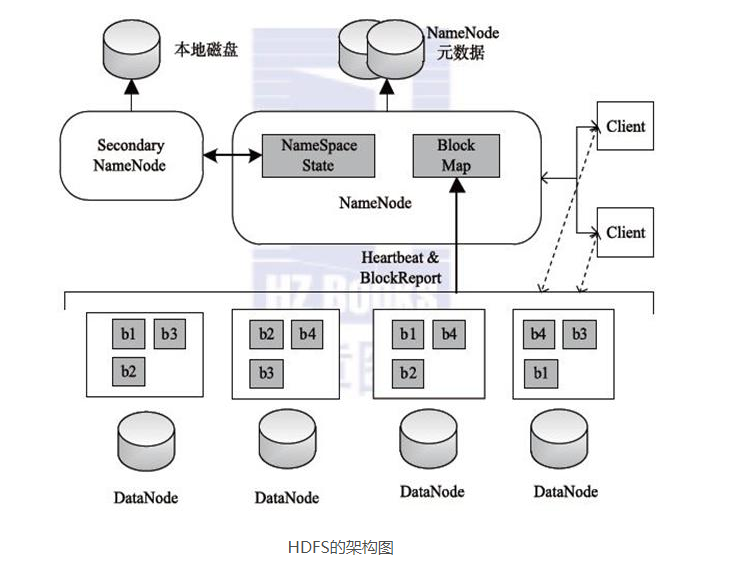 本地磁盘
NameNode
元数据
Secondary
NameNode
NameSpace
State
Block
Map
NameNode
Client
Client
Heartbeat &
BlockReport
HZ BOOKS
b1 b3
b2
b2 b4
b3
b1 b4
b2
b4 b3
b1
DataNode
DataNode
DataNode
DataNode
HDFS的架构图